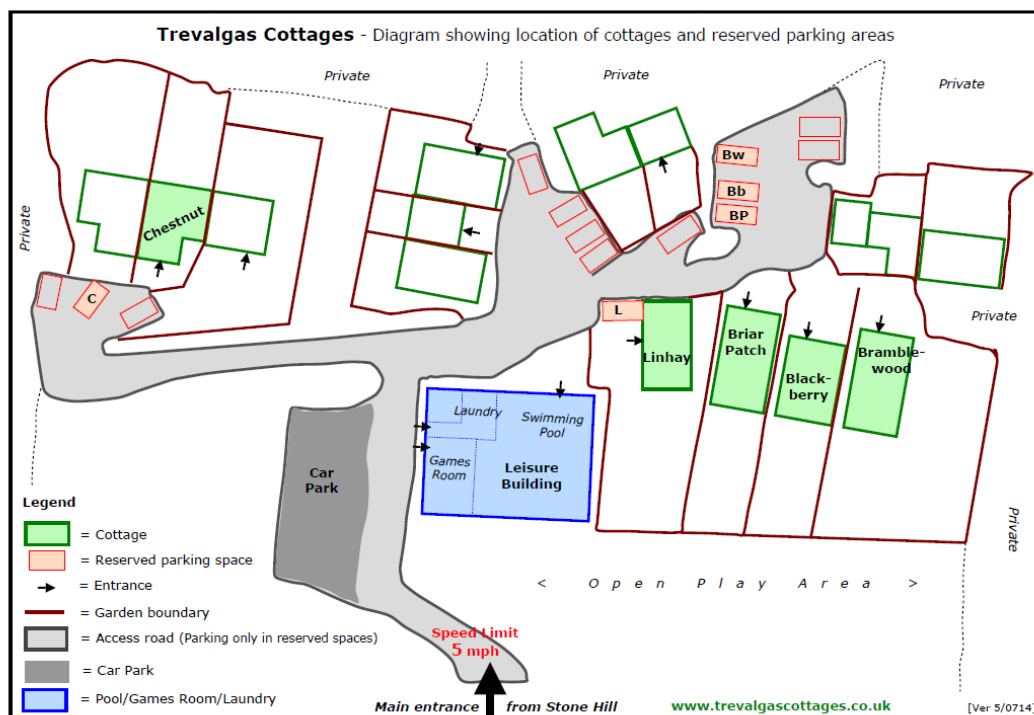 Trevalgas Cottages - Diagram showing location of cottages and reserved parking areas
Private
Private
Private
Bw
Bb
BP
Chestnut
Private
C
L
Linhay
Briar
Patch
Black-
berry
Bramble-
wood
Private
Laundry
Swimming
Pool
Games
Room
Leisure
Building
Car
Park
Legend
= Cottage
= Reserved parking space
= Entrance
= Garden boundary
= Access road (Parking only in reserved spaces)
= Car Park
= Pool/Games Room/Laundry
Private
< Open Play Area >
Speed Limit
5 mph
Main entrance from Stone Hill
www.trevalgascottages.co.uk
[Ver 5/0714]